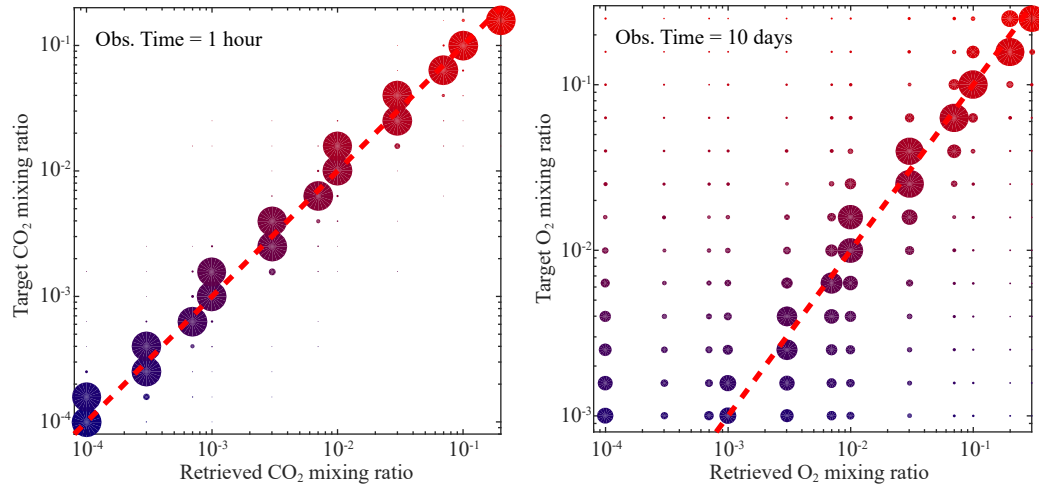 Obs. Time = 1 hour
Target CO₂ mixing ratio
10⁻¹
10⁻²
10⁻³
10⁻⁴
10⁻⁴ 10⁻³ 10⁻² 10⁻¹
Retrieved CO₂ mixing ratio
Obs. Time = 10 days
Target O₂ mixing ratio
10⁻¹
10⁻²
10⁻³
10⁻⁴ 10⁻³ 10⁻² 10⁻¹
Retrieved O₂ mixing ratio